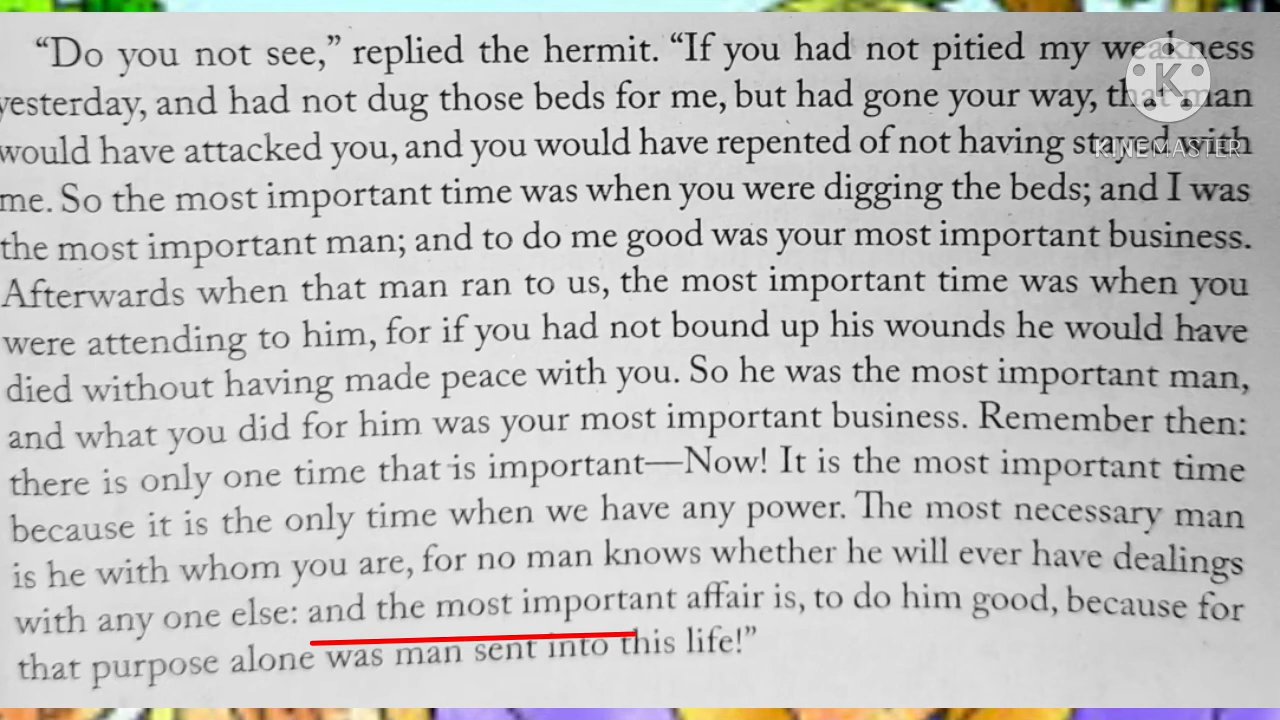 “Do you not see,” replied the hermit. “If you had not pitied my weakness
yesterday, and had not dug those beds for me, but had gone your way, that man
would have attacked you, and you would have repented of not having stayed with
me. So the most important time was when you were digging the beds; and I was
the most important man; and to do me good was your most important business.
Afterwards when that man ran to us, the most important time was when you
were attending to him, for if you had not bound up his wounds he would have
died without having made peace with you. So he was the most important man,
and what you did for him was your most important business. Remember then:
there is only one time that is important—Now! It is the most important time
because it is the only time when we have any power. The most necessary man
is he with whom you are, for no man knows whether he will ever have dealings
with any one else: and the most important affair is, to do him good, because for
that purpose alone was man sent into this life!”
K
KINEMASTER